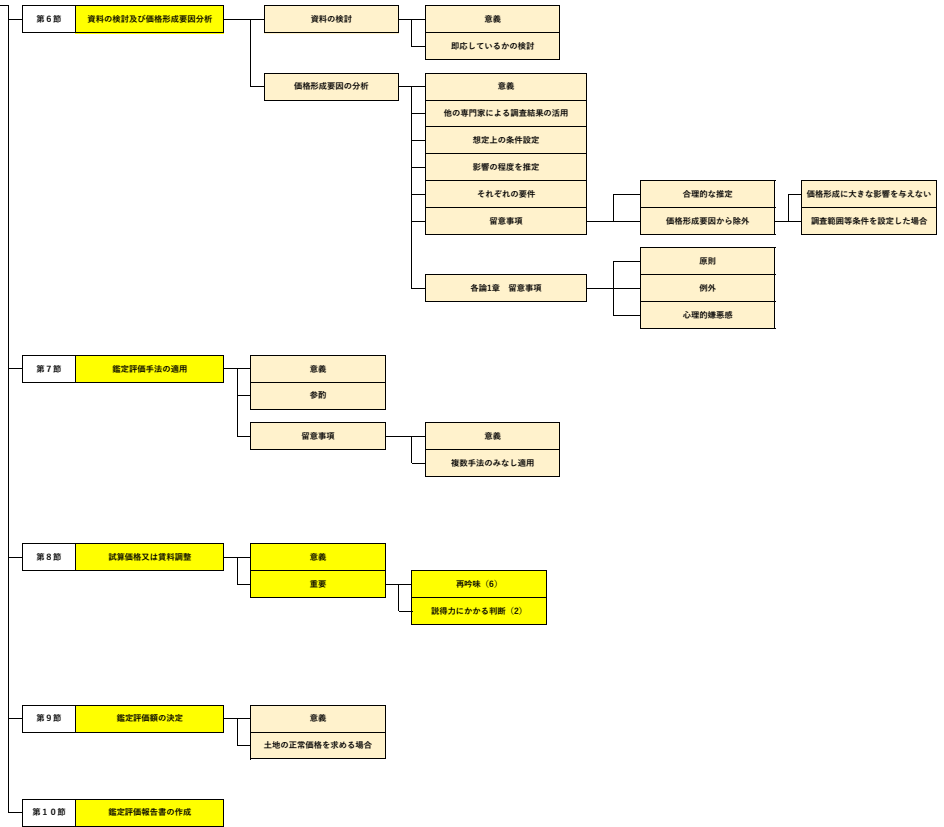 第６節
資料の検討及び価格形成要因分析
資料の検討
意義
即応しているかの検討
価格形成要因の分析
意義
他の専門家による調査結果の活用
想定上の条件設定
影響の程度を推定
それぞれの要件
留意事項
合理的な推定
価格形成要因から除外
価格形成に大きな影響を与えない
調査範囲等条件を設定した場合
各論1章　留意事項
原則
例外
心理的嫌悪感
第７節
鑑定評価手法の適用
意義
参酌
留意事項
意義
複数手法のみなし適用
第８節
試算価格又は賃料調整
意義
重要
再吟味（6）
説得力にかかる判断（2）
第９節
鑑定評価額の決定
意義
土地の正常価格を求める場合
第１０節
鑑定評価報告書の作成